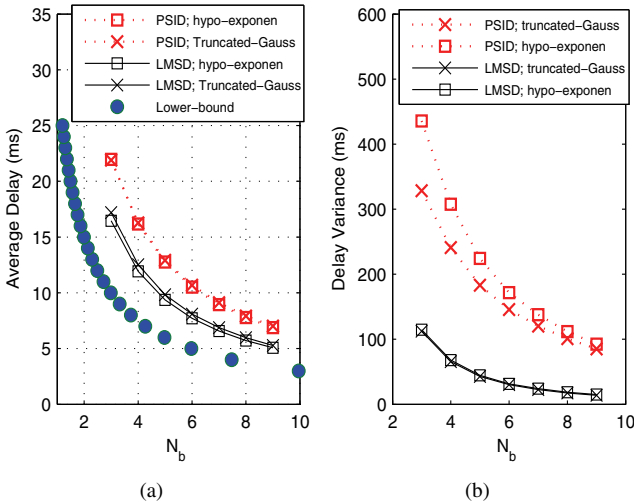 35
30
25
20
15
10
5
0
Average Delay (ms)
2 4 6 8 10
N_b
PSID; hypo−exponen
PSID; Truncated−Gauss
LMSD; hypo−exponen
LMSD; Truncated−Gauss
Lower−bound
(a)
600
500
400
300
200
100
0
Delay Variance (ms)
2 4 6 8 10
N_b
PSID; truncated−Gauss
PSID; hypo−exponen
LMSD; truncated−Gauss
LMSD; hypo−exponen
(b)